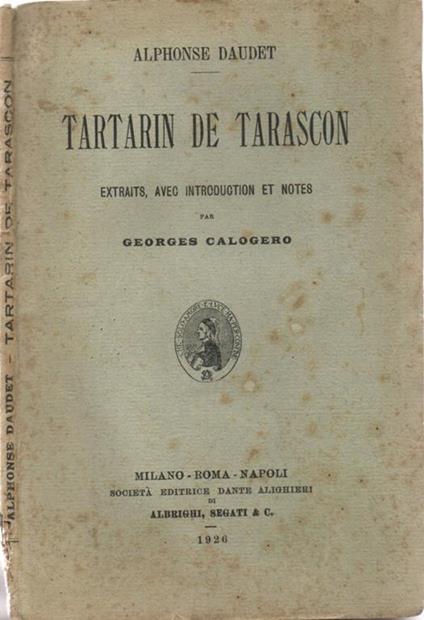 ALPHONSE DAUDET
TARTARIN DE TARASCON
EXTRAITS, AVEC INTRODUCTION ET NOTES
PAR
GEORGES CALOGERO
MILANO - ROMA - NAPOLI
SOCIETÀ EDITRICE DANTE ALIGHIERI
DI
ALBRIGHI, SEGATI & C.
1926
ALPHONSE DAUDET - TARTARIN DE TARASCON